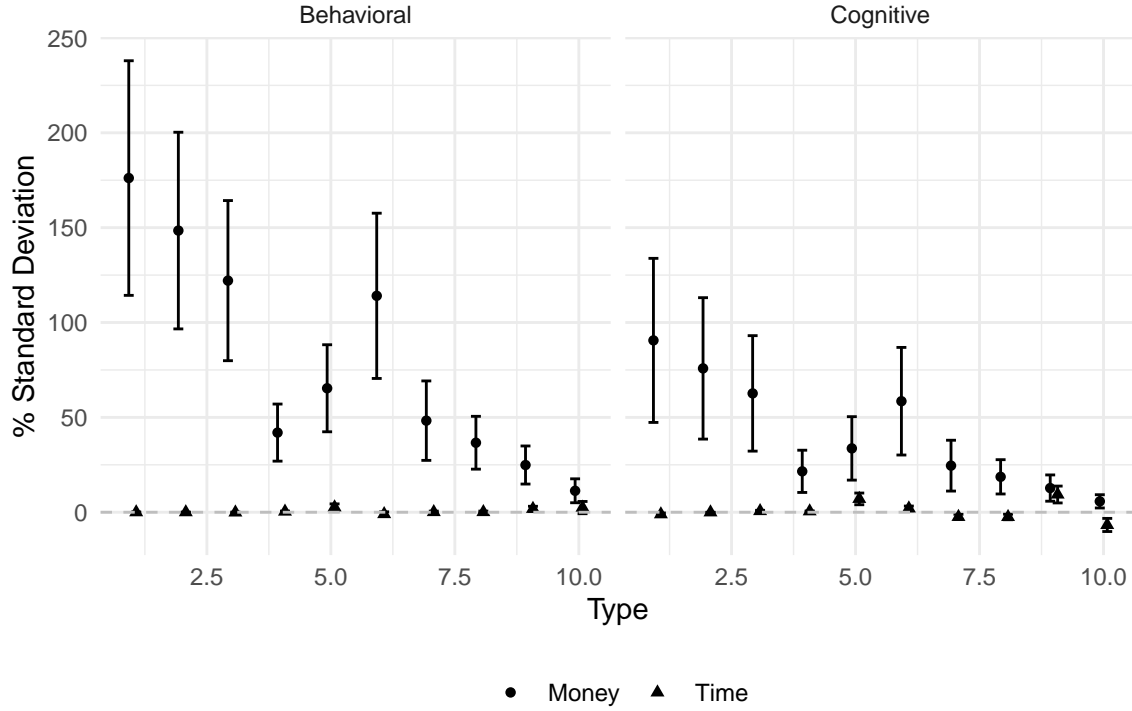 Behavioral Cognitive
250
200
150
100
50
0
% Standard Deviation
2.5 5.0 7.5 10.0 2.5 5.0 7.5 10.0
Type
Money Time